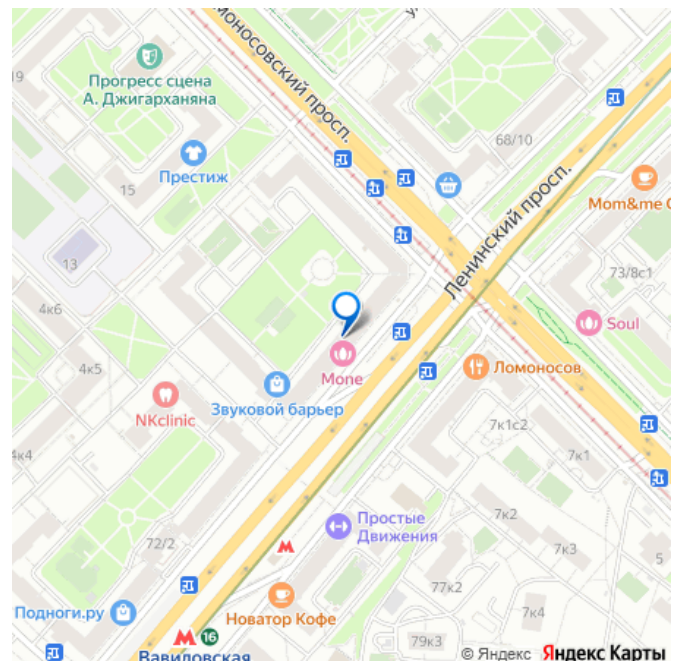 19
Прогресс сцена
А. Джигарханяна
моносовский просп.
68/10
Престиж
15
Mom&me C
Ленинский просп.
13
73/8с1
4к6
Soul
Mone
Ломоносов
4к5
Звуковой барьер
NKclinic
7к1с2
7к1
4к4
Простые
Движения
7к2
72/2
7к3
5
77к2
Подноги.ру
Новатор Кофе
7к4
16
79к3
Вавиловская
© Яндекс Яндекс Карты